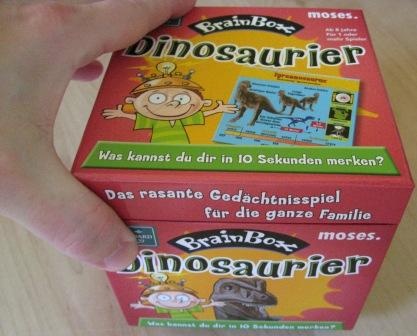 BrainBox
moses.
Dinosaurier
Ab 8 Jahre
Für 1 oder
mehr Spieler
Tyrannosaurus
Was kannst du dir in 10 Sekunden merken?
Das rasante Gedächtnisspiel
für die ganze Familie
BrainBox
moses.
Dinosaurier
Was kannst du dir in 10 Sekunden merken?